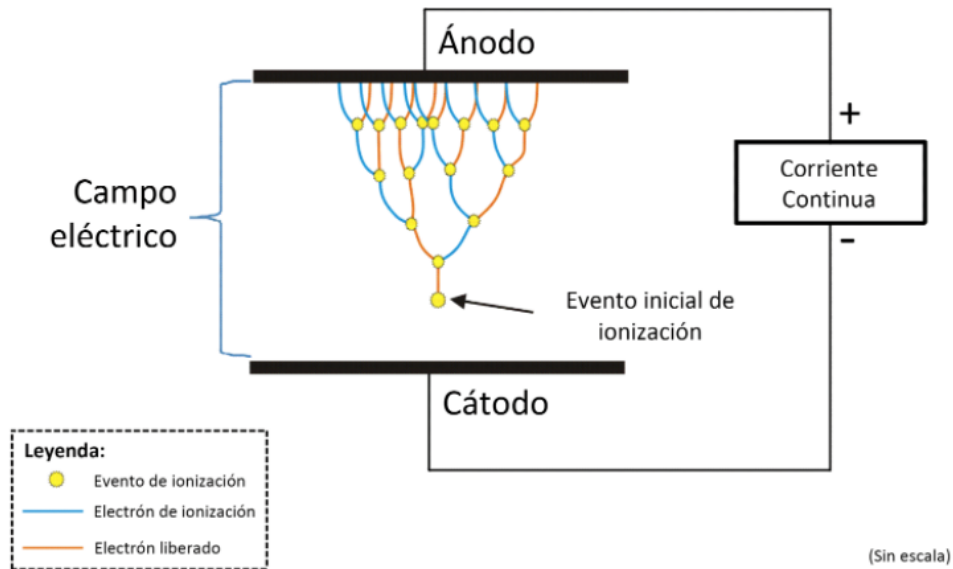 Ánodo
+
Campo
eléctrico
Corriente
Continua
-
Evento inicial de
ionización
Cátodo
Leyenda:
Evento de ionización
Electrón de ionización
Electrón liberado
(Sin escala)